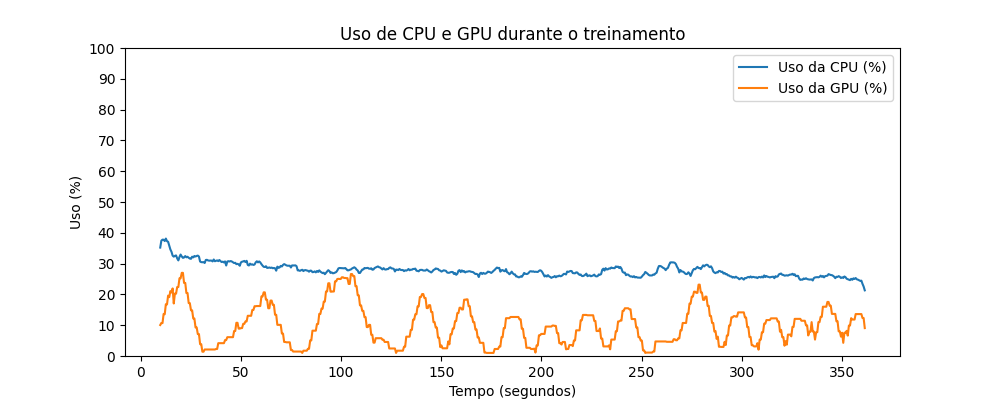 Uso de CPU e GPU durante o treinamento
Uso da CPU (%)
Uso da GPU (%)
Uso (%)
100
90
80
70
60
50
40
30
20
10
0
0 50 100 150 200 250 300 350
Tempo (segundos)